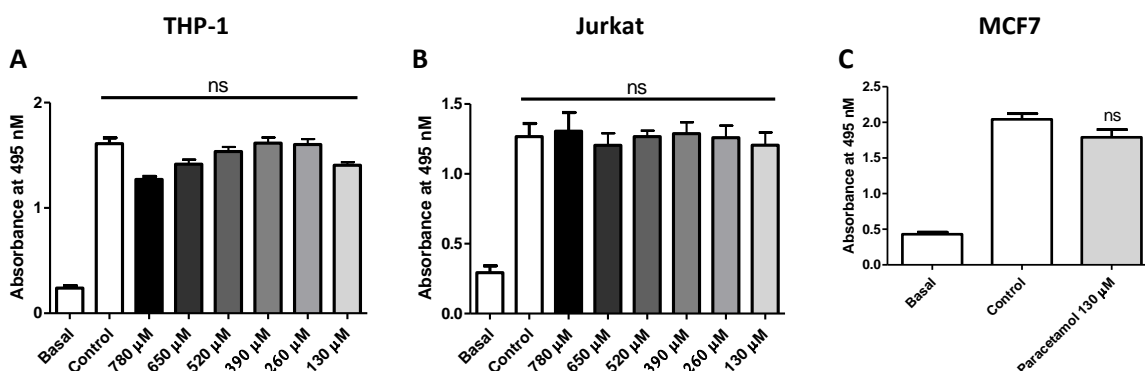 THP-1
Jurkat
MCF7
A
ns
Absorbance at 495 nM
2
1
0
Basal
Control
780 µM
650 µM
520 µM
390 µM
260 µM
130 µM
B
ns
Absorbance at 495 nM
1.5
1.0
0.5
0.0
Basal
Control
780 µM
650 µM
520 µM
390 µM
260 µM
130 µM
C
ns
Absorbance at 495 nM
2.5
2.0
1.5
1.0
0.5
0.0
Basal
Control
Paracetamol 130 µM